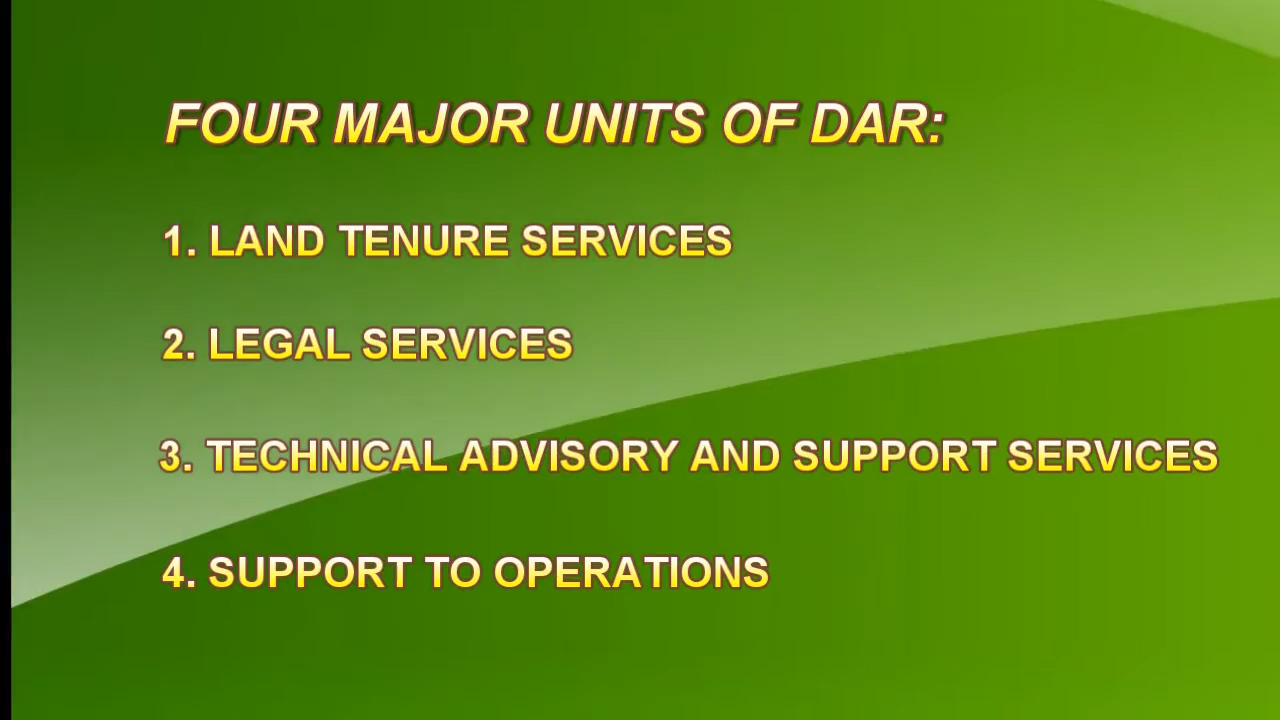 FOUR MAJOR UNITS OF DAR:
1. LAND TENURE SERVICES
2. LEGAL SERVICES
3. TECHNICAL ADVISORY AND SUPPORT SERVICES
4. SUPPORT TO OPERATIONS